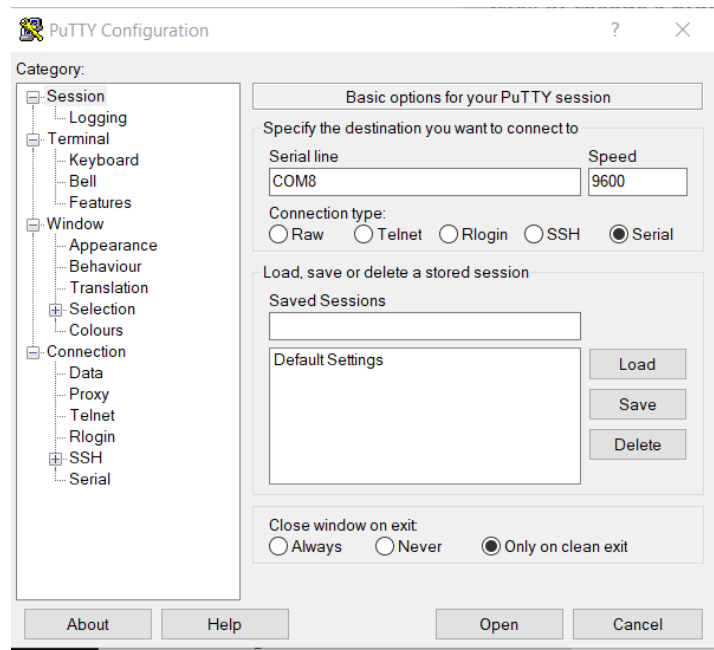 PuTTY Configuration ?
Category:
Session
Logging
Terminal
Keyboard
Bell
Features
Window
Appearance
Behaviour
Translation
Selection
Colours
Connection
Data
Proxy
Telnet
Rlogin
SSH
Serial
Basic options for your PuTTY session
Specify the destination you want to connect to
Serial line Speed
COM8 9600
Connection type:
Raw Telnet Rlogin SSH Serial
Load, save or delete a stored session
Saved Sessions
Default Settings
Load
Save
Delete
Close window on exit:
Always Never Only on clean exit
About Help Open Cancel